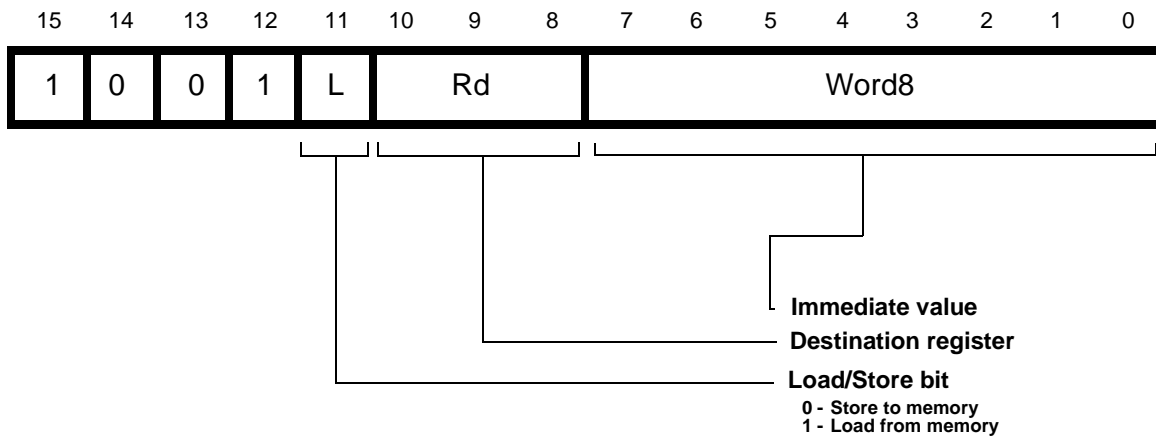 15 14 13 12 11 10 9 8 7 6 5 4 3 2 1 0
1 0 0 1 L Rd Word8
Immediate value
Destination register
Load/Store bit
0 - Store to memory
1 - Load from memory